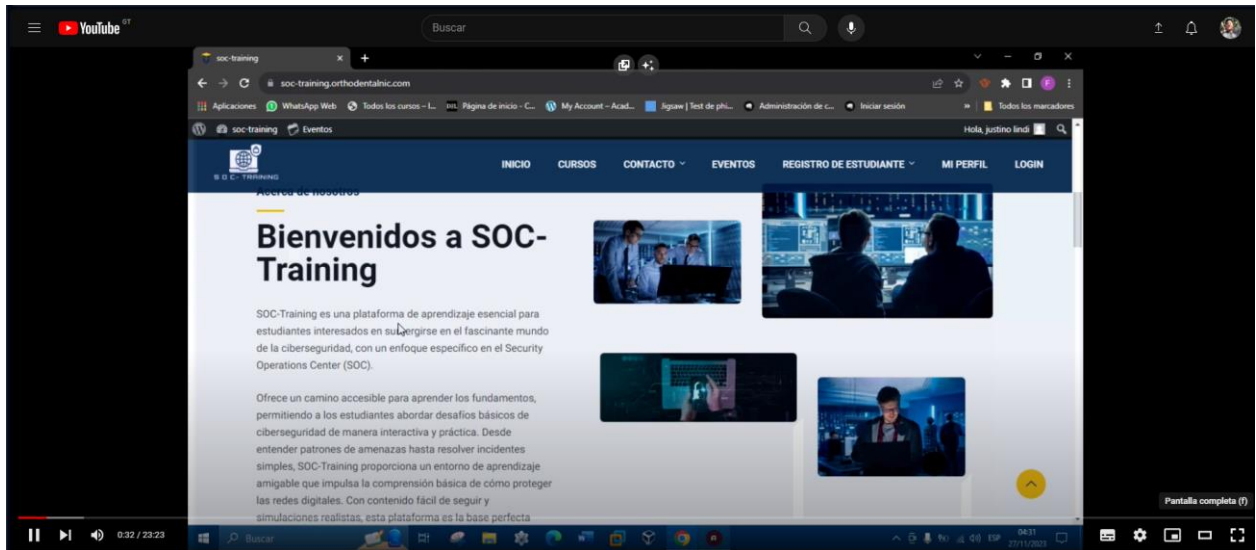 YouTube GT
Buscar
soc-training
soc-training.orthodentalnic.com
Aplicaciones WhatsApp Web Todos los cursos – L... Página de inicio - C... My Account – Acad... Jigsaw | Test de phi... Administración de c... Iniciar sesión » Todos los marcadores
soc-training Eventos Hola, justino lindi
SOC-TRAINING
INICIO CURSOS CONTACTO EVENTOS REGISTRO DE ESTUDIANTE MI PERFIL LOGIN
Acerca de nosotros
Bienvenidos a SOC-
Training
SOC-Training es una plataforma de aprendizaje esencial para
estudiantes interesados en sumergirse en el fascinante mundo
de la ciberseguridad, con un enfoque específico en el Security
Operations Center (SOC).
Ofrece un camino accesible para aprender los fundamentos,
permitiendo a los estudiantes abordar desafíos básicos de
ciberseguridad de manera interactiva y práctica. Desde
entender patrones de amenazas hasta resolver incidentes
simples, SOC-Training proporciona un entorno de aprendizaje
amigable que impulsa la comprensión básica de cómo proteger
las redes digitales. Con contenido fácil de seguir y
simulaciones realistas, esta plataforma es la base perfecta
Pantalla completa (f)
0:32 / 23:23
Buscar
ESP
04:31
27/11/2023